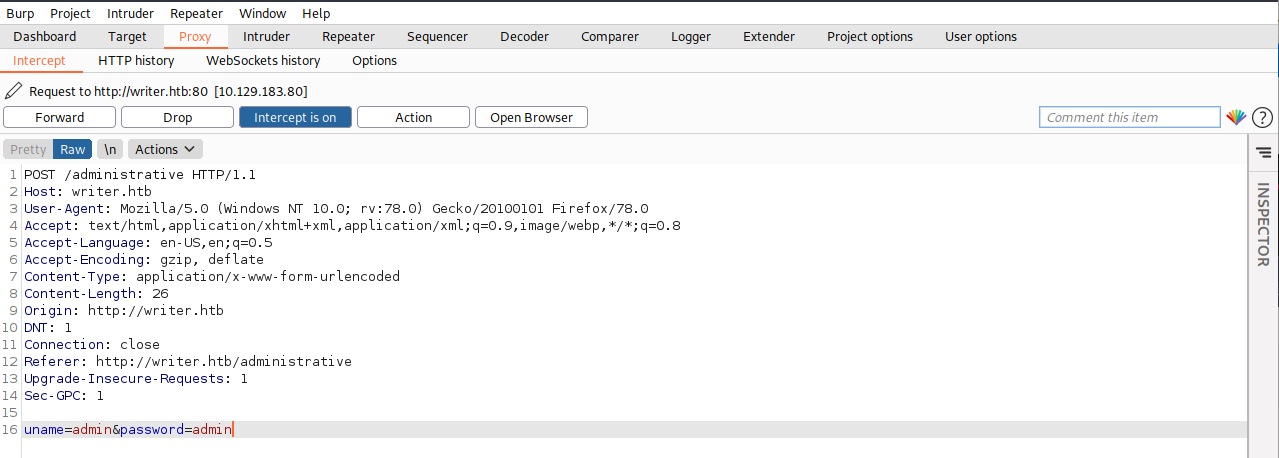 Burp Project Intruder Repeater Window Help
Dashboard Target Proxy Intruder Repeater Sequencer Decoder Comparer Logger Extender Project options User options
Intercept HTTP history WebSockets history Options
Request to http://writer.htb:80 [10.129.183.80]
Forward Drop Intercept is on Action Open Browser Comment this item ?
Pretty Raw \n Actions
INSPECTOR
1 POST /administrative HTTP/1.1
2 Host: writer.htb
3 User-Agent: Mozilla/5.0 (Windows NT 10.0; rv:78.0) Gecko/20100101 Firefox/78.0
4 Accept: text/html,application/xhtml+xml,application/xml;q=0.9,image/webp,*/*;q=0.8
5 Accept-Language: en-US,en;q=0.5
6 Accept-Encoding: gzip, deflate
7 Content-Type: application/x-www-form-urlencoded
8 Content-Length: 26
9 Origin: http://writer.htb
10 DNT: 1
11 Connection: close
12 Referer: http://writer.htb/administrative
13 Upgrade-Insecure-Requests: 1
14 Sec-GPC: 1
15
16 uname=admin&password=admin